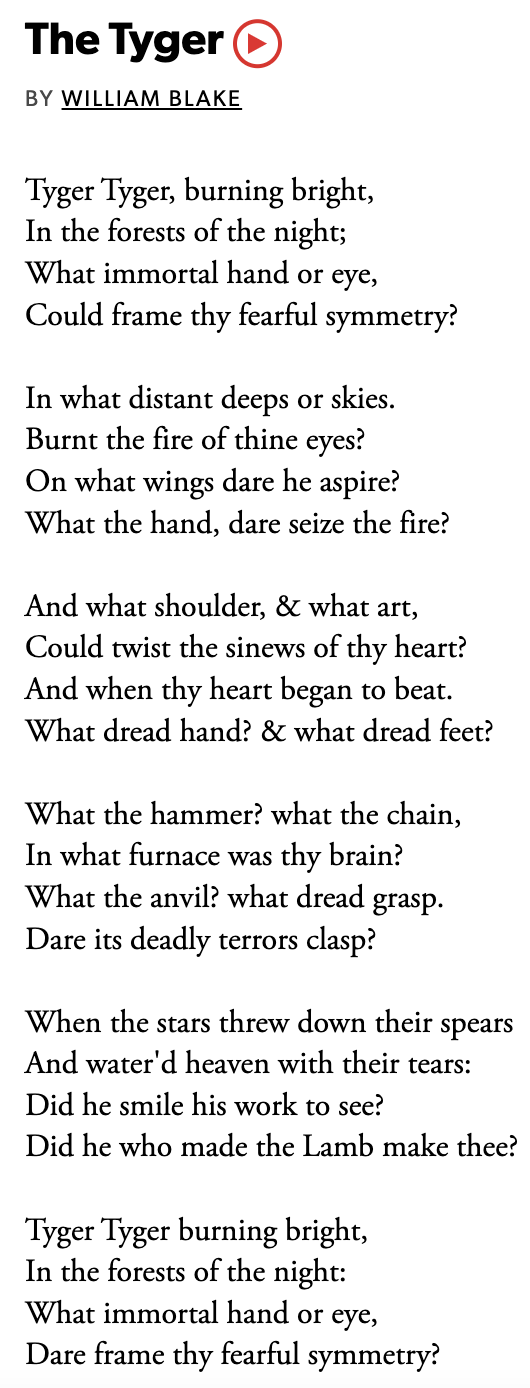 The Tyger
BY WILLIAM BLAKE
Tyger Tyger, burning bright,
In the forests of the night;
What immortal hand or eye,
Could frame thy fearful symmetry?
In what distant deeps or skies.
Burnt the fire of thine eyes?
On what wings dare he aspire?
What the hand, dare seize the fire?
And what shoulder, & what art,
Could twist the sinews of thy heart?
And when thy heart began to beat.
What dread hand? & what dread feet?
What the hammer? what the chain,
In what furnace was thy brain?
What the anvil? what dread grasp.
Dare its deadly terrors clasp?
When the stars threw down their spears
And water'd heaven with their tears:
Did he smile his work to see?
Did he who made the Lamb make thee?
Tyger Tyger burning bright,
In the forests of the night:
What immortal hand or eye,
Dare frame thy fearful symmetry?